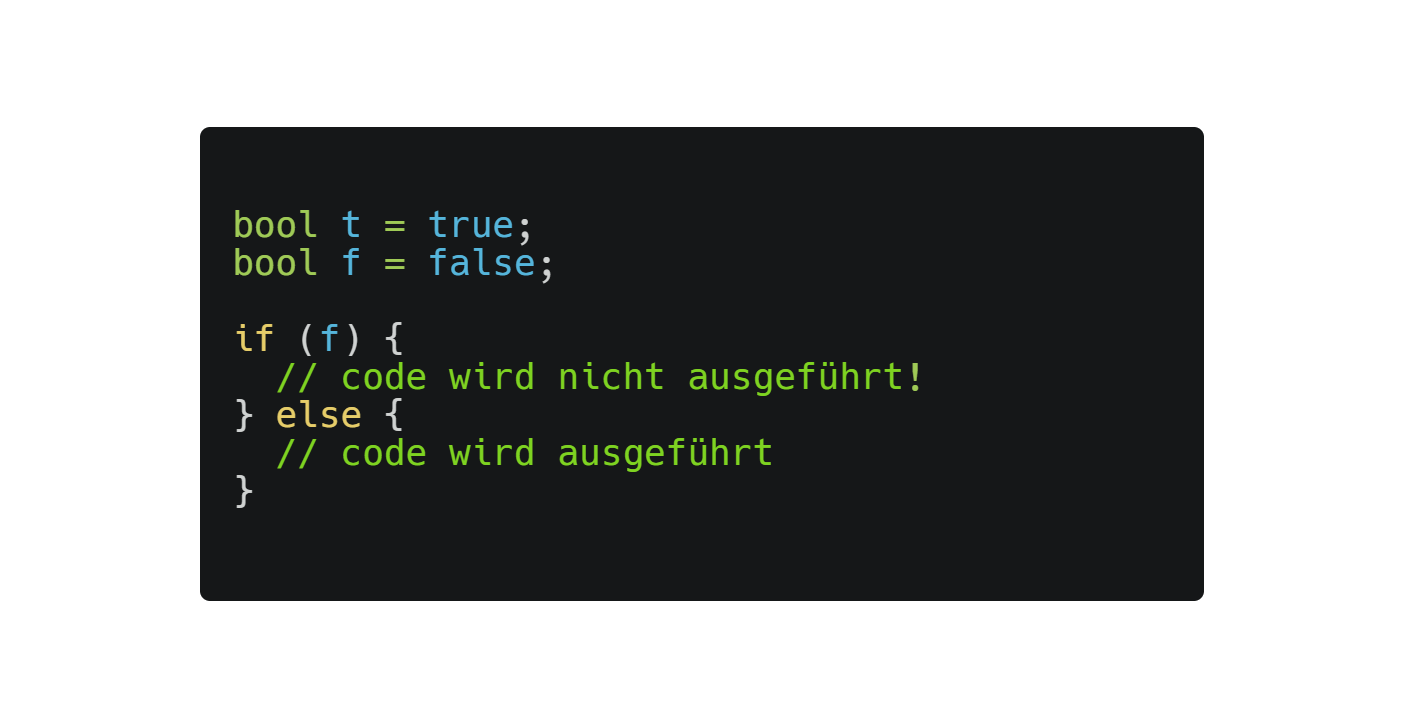 bool t = true;
bool f = false;
if (f) {
  // code wird nicht ausgeführt!
} else {
  // code wird ausgeführt
}